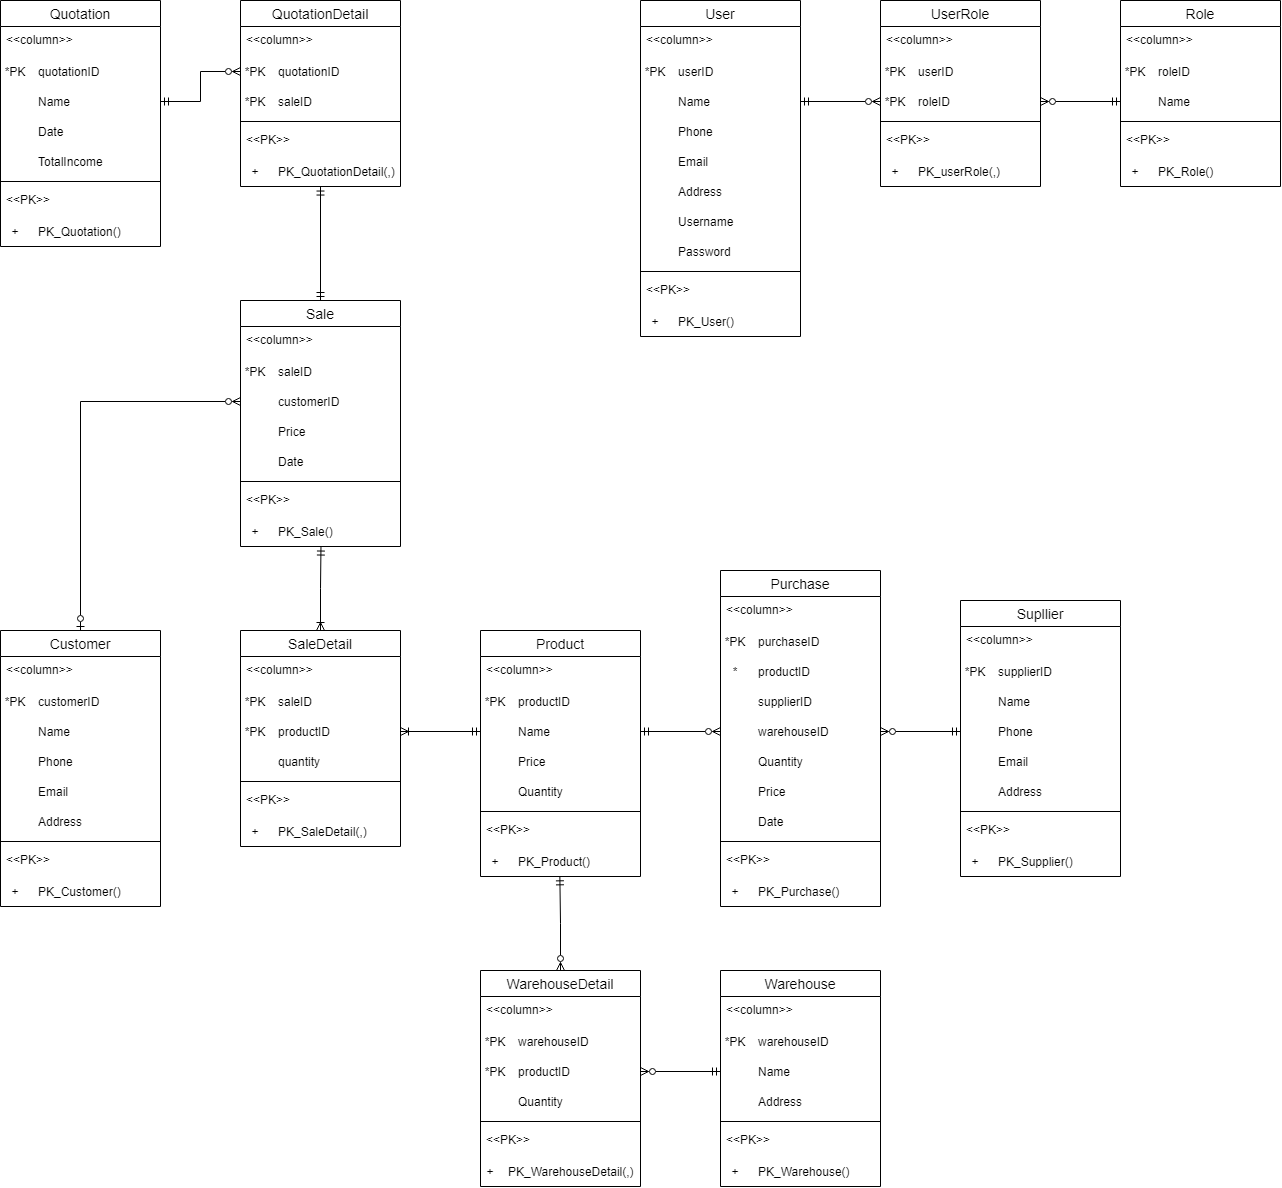 Quotation
<<column>>
*PK quotationID
Name
Date
TotalIncome
<<PK>>
+ PK_Quotation()
QuotationDetail
<<column>>
*PK quotationID
*PK saleID
<<PK>>
+ PK_QuotationDetail(,)
User
<<column>>
*PK userID
Name
Phone
Email
Address
Username
Password
<<PK>>
+ PK_User()
UserRole
<<column>>
*PK userID
*PK roleID
<<PK>>
+ PK_userRole(,)
Role
<<column>>
*PK roleID
Name
<<PK>>
+ PK_Role()
Sale
<<column>>
*PK saleID
customerID
Price
Date
<<PK>>
+ PK_Sale()
Customer
<<column>>
*PK customerID
Name
Phone
Email
Address
<<PK>>
+ PK_Customer()
SaleDetail
<<column>>
*PK saleID
*PK productID
quantity
<<PK>>
+ PK_SaleDetail(,)
Product
<<column>>
*PK productID
Name
Price
Quantity
<<PK>>
+ PK_Product()
Purchase
<<column>>
*PK purchaseID
* productID
supplierID
warehouseID
Quantity
Price
Date
<<PK>>
+ PK_Purchase()
Supllier
<<column>>
*PK supplierID
Name
Phone
Email
Address
<<PK>>
+ PK_Supplier()
WarehouseDetail
<<column>>
*PK warehouseID
*PK productID
Quantity
<<PK>>
+ PK_WarehouseDetail(,)
Warehouse
<<column>>
*PK warehouseID
Name
Address
<<PK>>
+ PK_Warehouse()